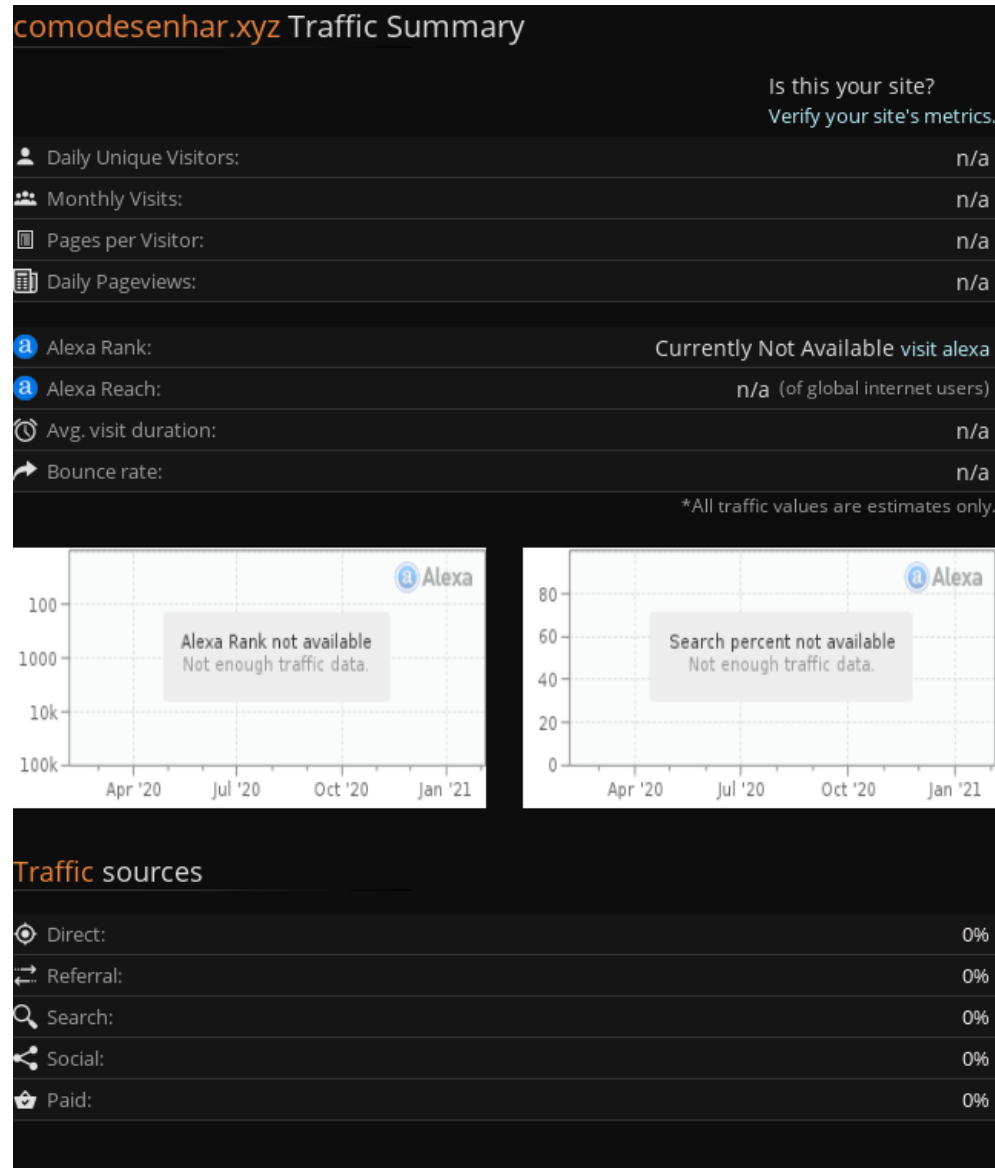 comodesenhar.xyz Traffic Summary
Is this your site?
Verify your site's metrics.
Daily Unique Visitors: n/a
Monthly Visits: n/a
Pages per Visitor: n/a
Daily Pageviews: n/a
Alexa Rank: Currently Not Available visit alexa
Alexa Reach: n/a (of global internet users)
Avg. visit duration: n/a
Bounce rate: n/a
*All traffic values are estimates only.
Alexa
100
1000
10k
100k
Alexa Rank not available
Not enough traffic data.
Apr '20 Jul '20 Oct '20 Jan '21
Alexa
80
60
40
20
0
Search percent not available
Not enough traffic data.
Apr '20 Jul '20 Oct '20 Jan '21
Traffic sources
Direct: 0%
Referral: 0%
Search: 0%
Social: 0%
Paid: 0%